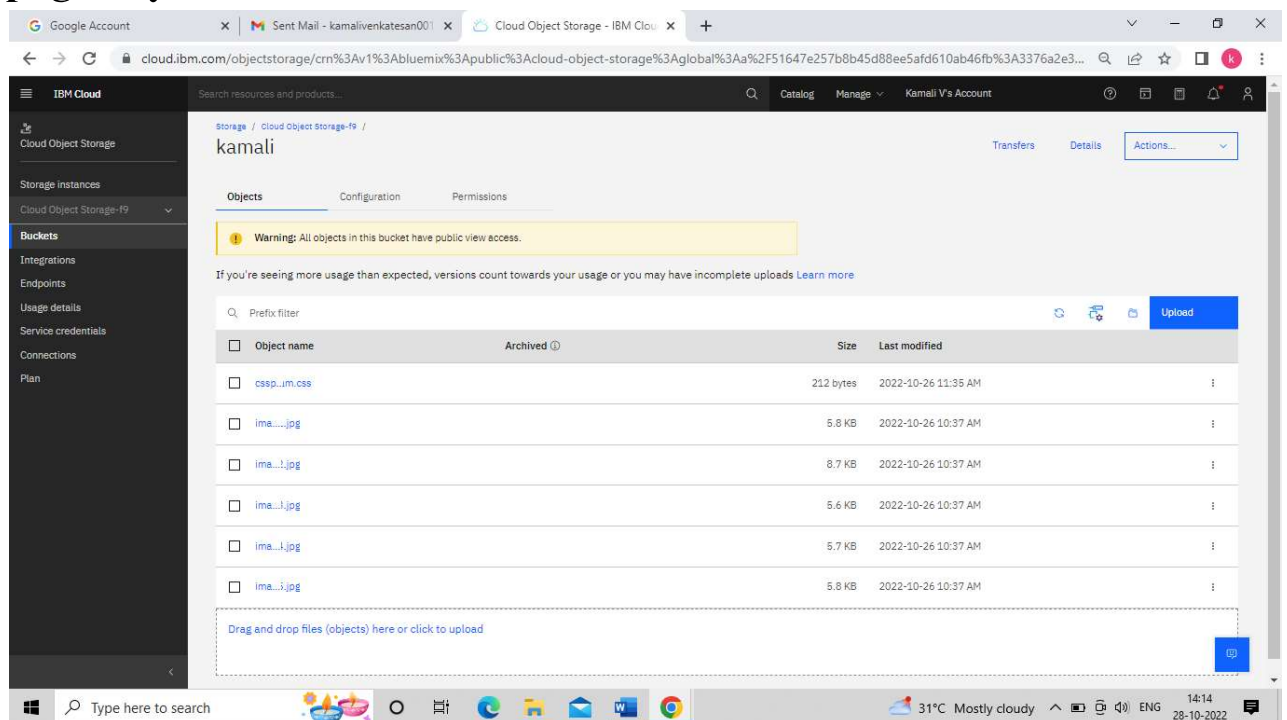 Google Account
Sent Mail - kamalivenkatesan001
Cloud Object Storage - IBM Clou
cloud.ibm.com/objectstorage/crn%3Av1%3Abluemix%3Apublic%3Acloud-object-storage%3Aglobal%3Aa%2F51647e257b8b45d88ee5afd610ab46fb%3A3376a2e3...
k
IBM Cloud
Search resources and products...
Catalog
Manage
Kamali V's Account
Cloud Object Storage
Storage / Cloud Object Storage-f9 /
kamali
Transfers
Details
Actions...
Storage instances
Cloud Object Storage-f9
Buckets
Integrations
Endpoints
Usage details
Service credentials
Connections
Plan
Objects
Configuration
Permissions
Warning: All objects in this bucket have public view access.
If you're seeing more usage than expected, versions count towards your usage or you may have incomplete uploads Learn more
Prefix filter
Upload
Object name Archived Size Last modified
cssp...um.css 212 bytes 2022-10-26 11:35 AM
ima.....jpg 5.8 KB 2022-10-26 10:37 AM
8.7 KB 2022-10-26 10:37 AM
5.6 KB 2022-10-26 10:37 AM
5.7 KB 2022-10-26 10:37 AM
5.8 KB 2022-10-26 10:37 AM
Drag and drop files (objects) here or click to upload
Type here to search
31°C Mostly cloudy
ENG
14:14
28-10-2022